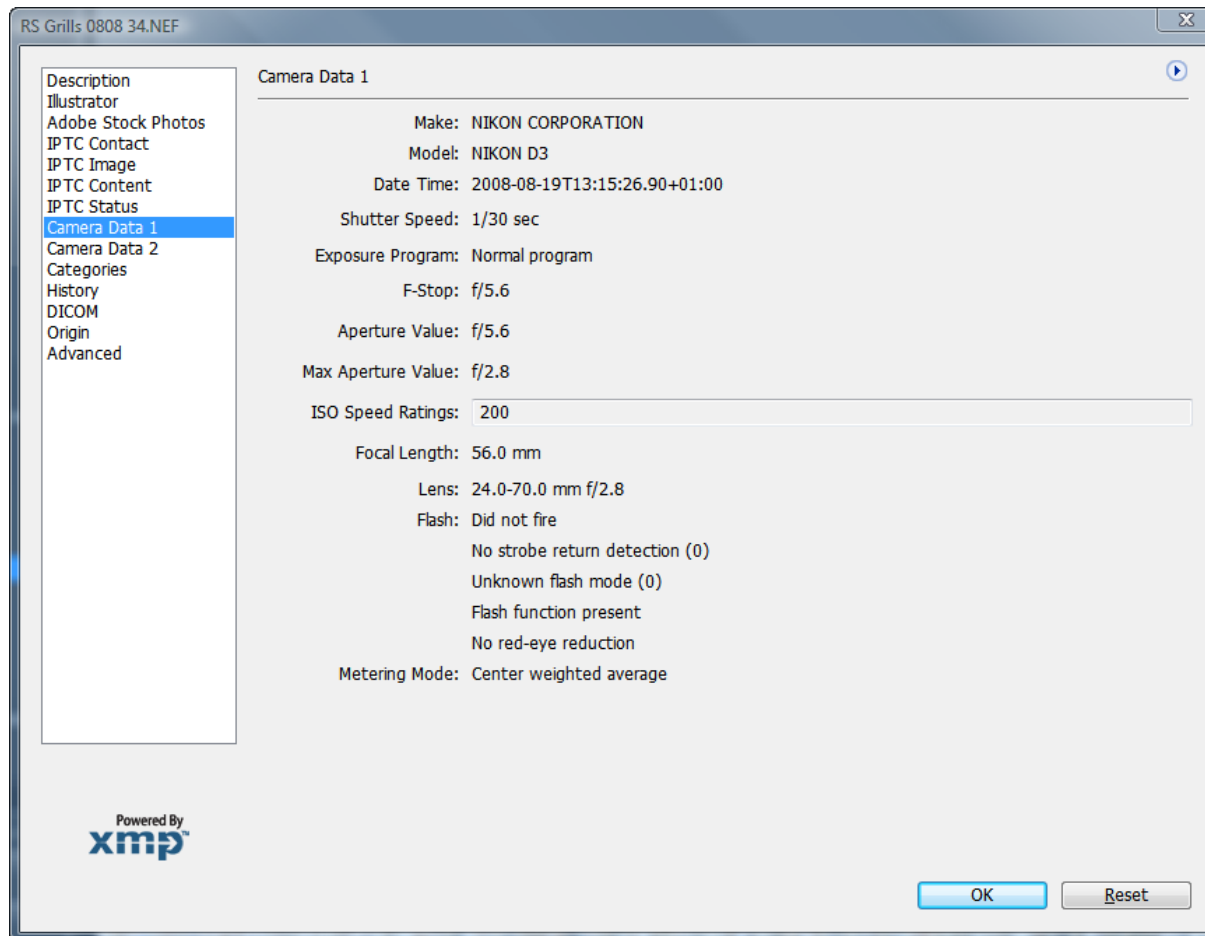 RS Grills 0808 34.NEF
Description
Illustrator
Adobe Stock Photos
IPTC Contact
IPTC Image
IPTC Content
IPTC Status
Camera Data 1
Camera Data 2
Categories
History
DICOM
Origin
Advanced
Powered By
xmp™
Camera Data 1
Make: NIKON CORPORATION
Model: NIKON D3
Date Time: 2008-08-19T13:15:26.90+01:00
Shutter Speed: 1/30 sec
Exposure Program: Normal program
F-Stop: f/5.6
Aperture Value: f/5.6
Max Aperture Value: f/2.8
ISO Speed Ratings: 200
Focal Length: 56.0 mm
Lens: 24.0-70.0 mm f/2.8
Flash: Did not fire
No strobe return detection (0)
Unknown flash mode (0)
Flash function present
No red-eye reduction
Metering Mode: Center weighted average
OK
Reset